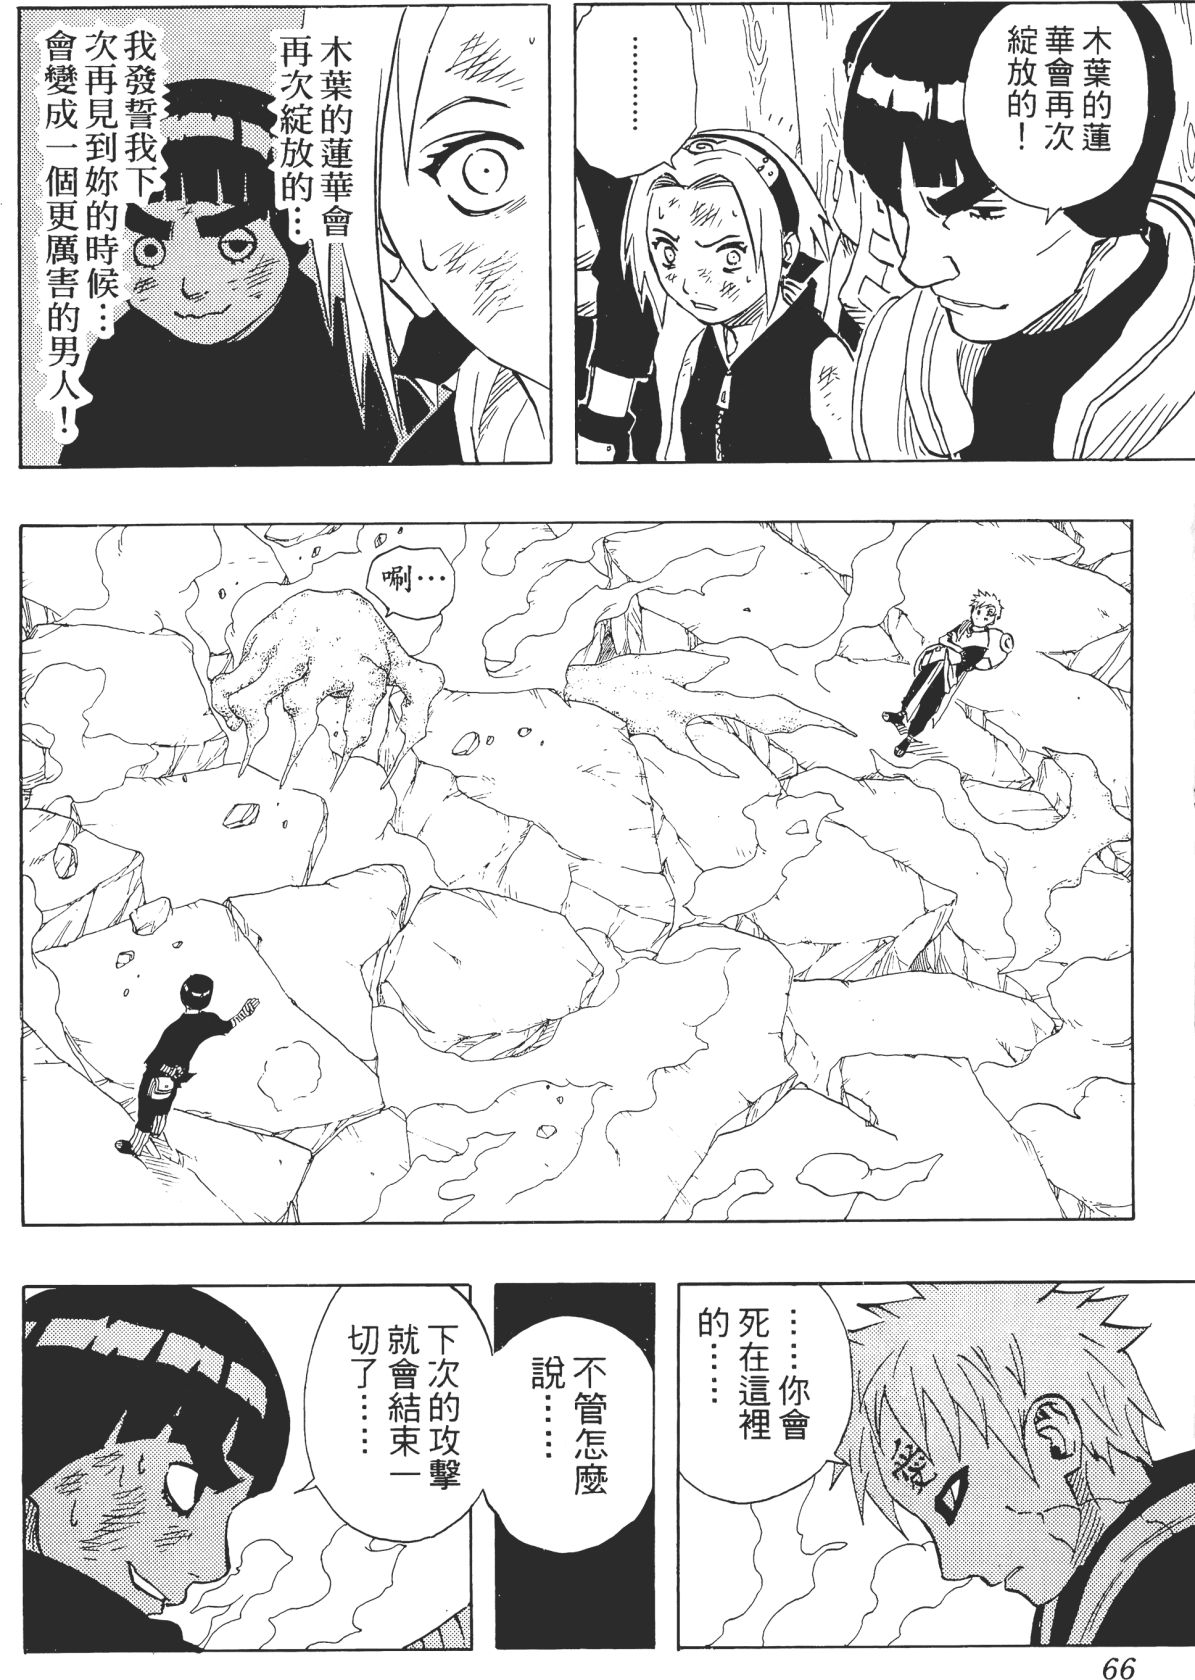 木葉的蓮
華會再次
綻放的！
………
木葉的蓮華會
再次綻放的…
我發誓我下
次再見到妳的時候…
會變成一個更厲害的男人！
唰…
……你會
死在這裡
的……
不管怎麼
說……
下次的攻擊
就會結束一
切了……
66